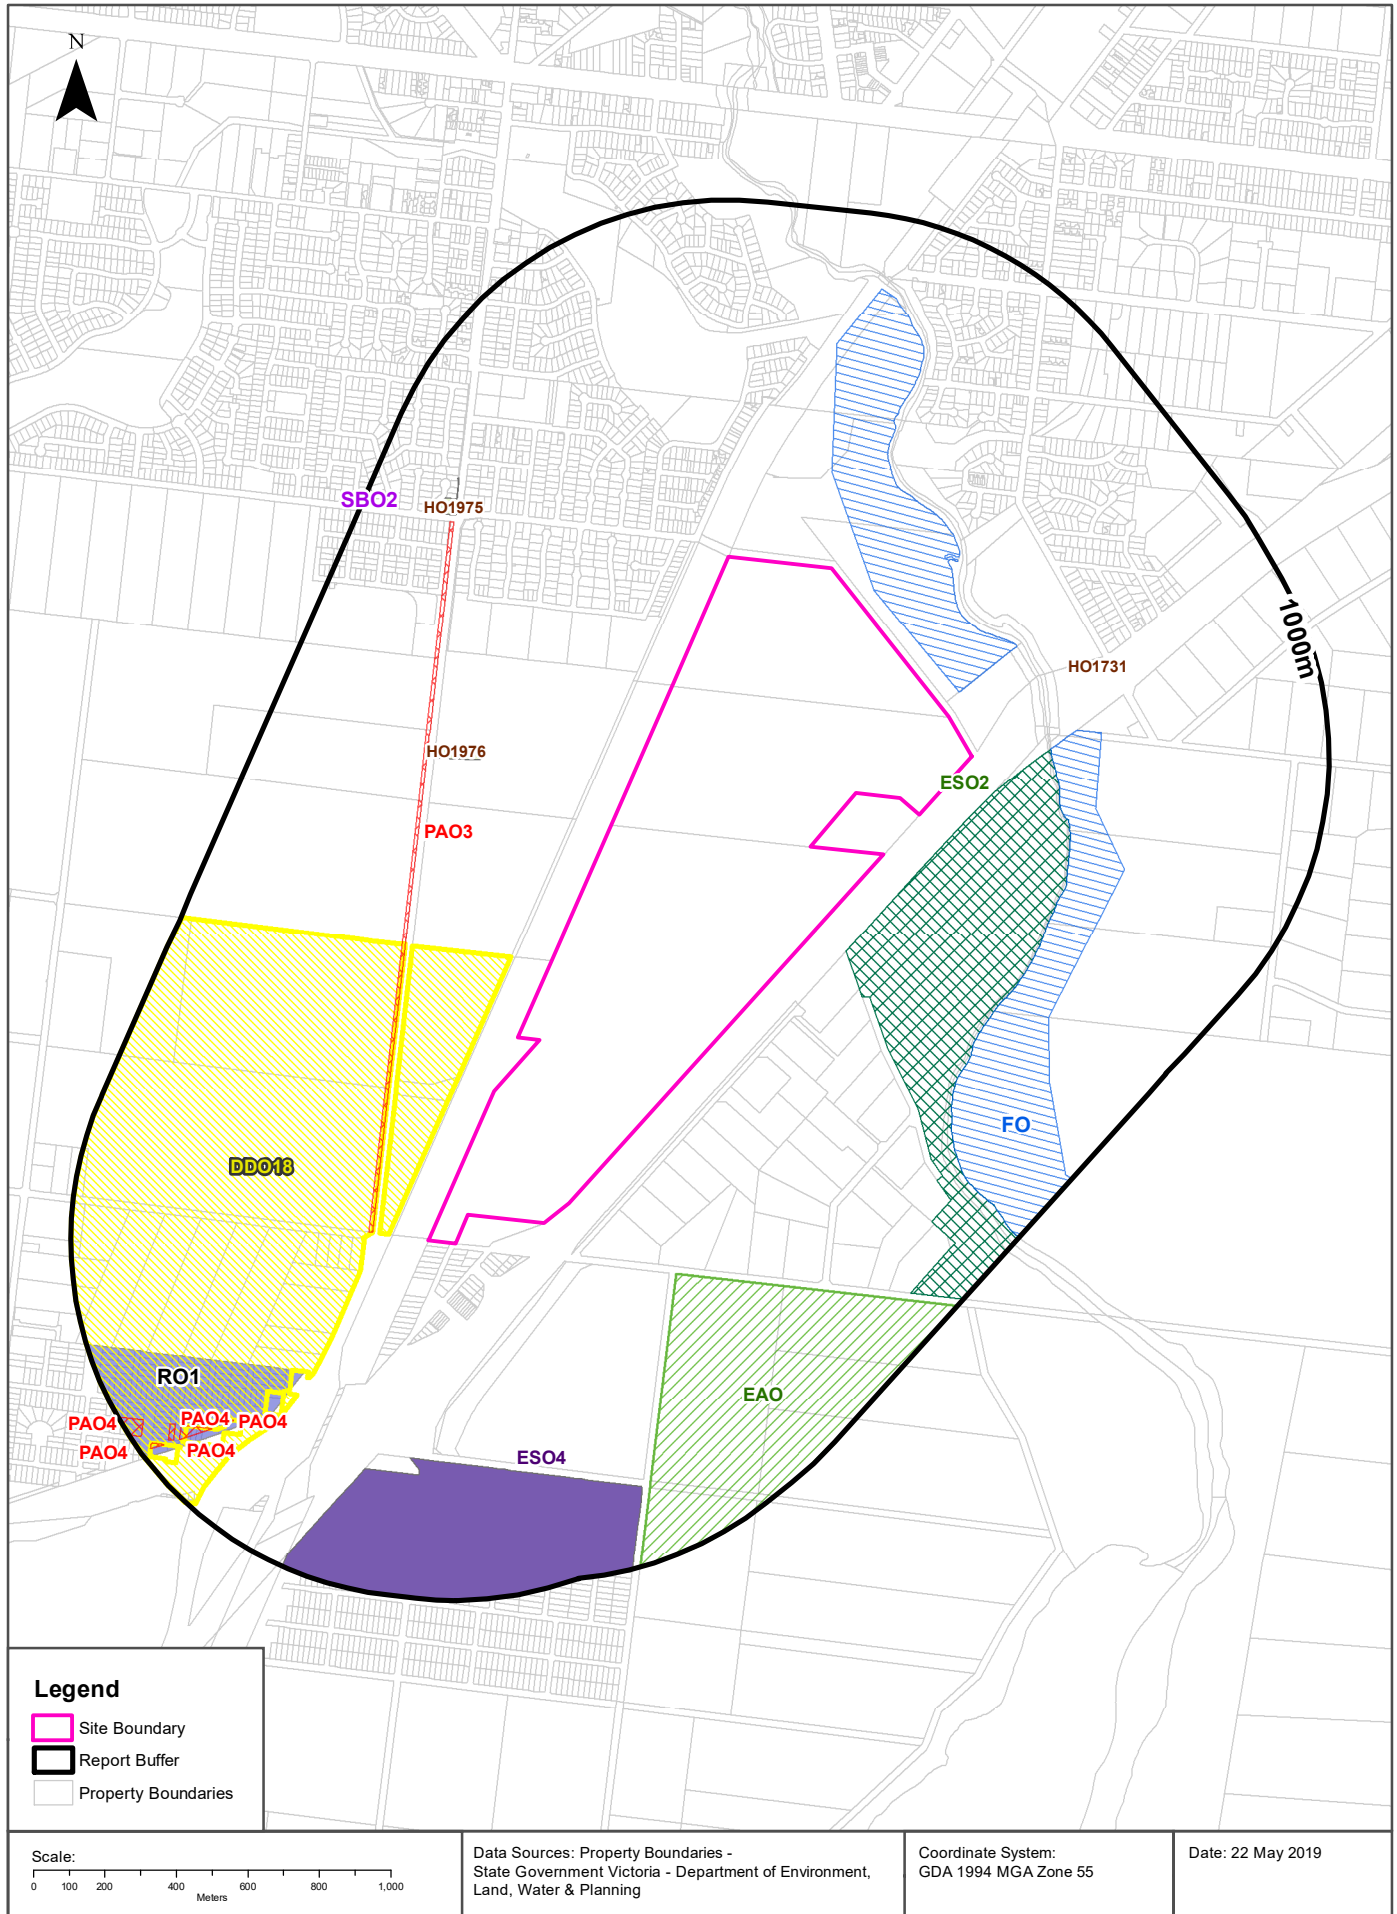 N
SBO2
HO1975
1000m
HO1731
HO1976
ESO2
PAO3
FO
DDO18
RO1
EAO
PAO4
PAO4
PAO4
PAO4
PAO4
ESO4
Legend
Site Boundary
Report Buffer
Property Boundaries
Scale:
0 100 200 400 600 800 1,000
Meters
Data Sources: Property Boundaries -
State Government Victoria - Department of Environment,
Land, Water & Planning
Coordinate System:
GDA 1994 MGA Zone 55
Date: 22 May 2019